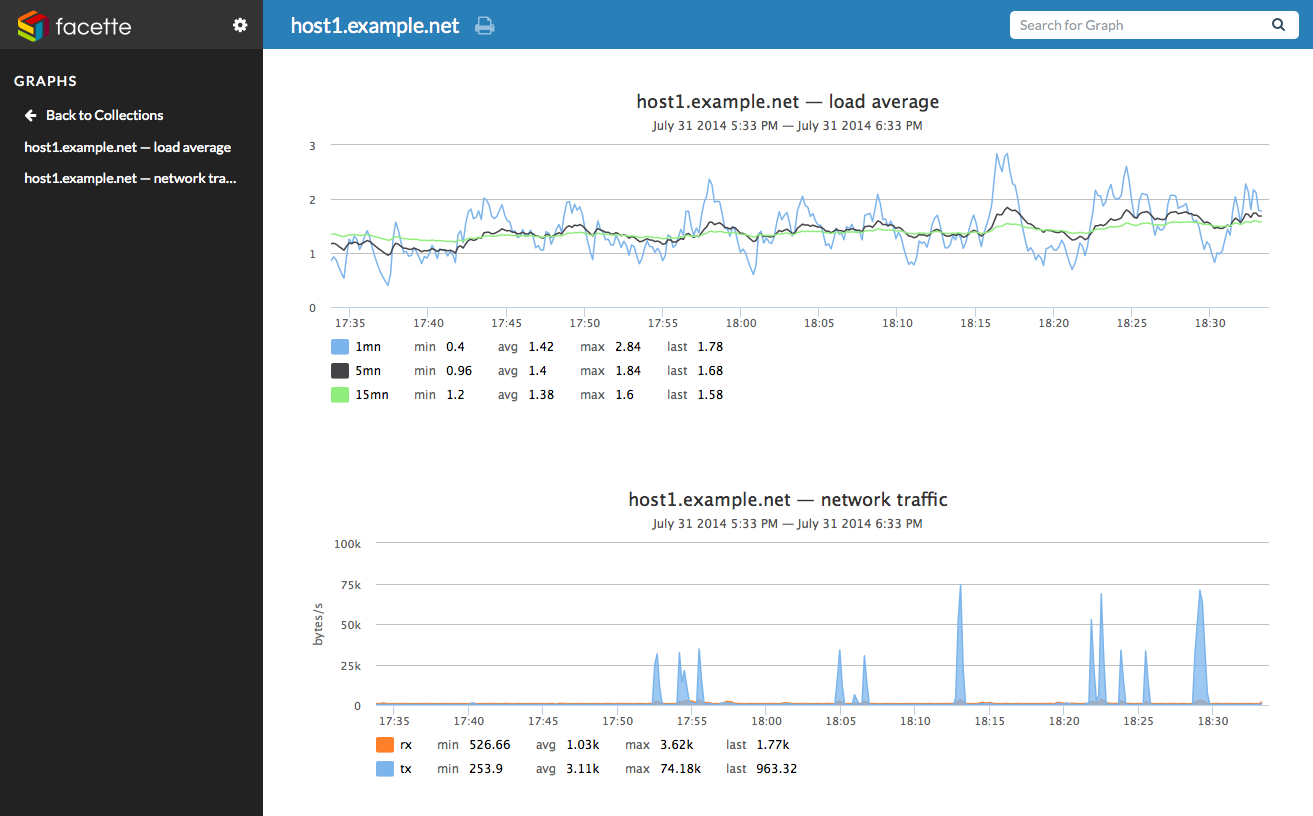 facette
host1.example.net
Search for Graph
GRAPHS
Back to Collections
host1.example.net — load average
host1.example.net — network tra...
host1.example.net — load average
July 31 2014 5:33 PM — July 31 2014 6:33 PM
3
2
1
0
17:35 17:40 17:45 17:50 17:55 18:00 18:05 18:10 18:15 18:20 18:25 18:30
1mn min 0.4 avg 1.42 max 2.84 last 1.78
5mn min 0.96 avg 1.4 max 1.84 last 1.68
15mn min 1.2 avg 1.38 max 1.6 last 1.58
host1.example.net — network traffic
July 31 2014 5:33 PM — July 31 2014 6:33 PM
bytes/s
100k
75k
50k
25k
0
17:35 17:40 17:45 17:50 17:55 18:00 18:05 18:10 18:15 18:20 18:25 18:30
rx min 526.66 avg 1.03k max 3.62k last 1.77k
tx min 253.9 avg 3.11k max 74.18k last 963.32